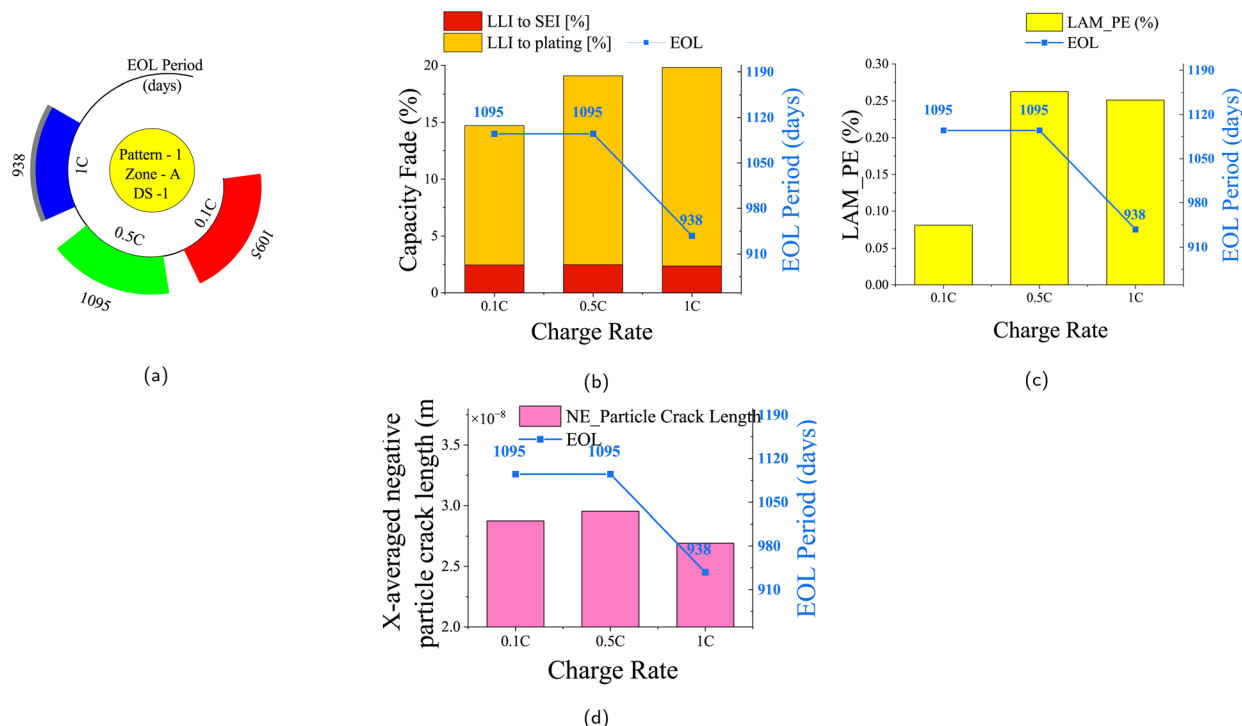 EOL Period
(days)
938
1C
Pattern - 1
Zone - A
DS -1
0.5C
0.1C
1095
1095
(a)
LLI to SEI [%]
LLI to plating [%]
EOL
Capacity Fade (%)
20
15
10
5
0
1095
1095
938
1190
1120
1050
980
910
EOL Period (days)
0.1C
0.5C
1C
Charge Rate
(b)
LAM_PE (%)
EOL
LAM_PE (%)
0.30
0.25
0.20
0.15
0.10
0.05
0.00
1095
1095
938
1190
1120
1050
980
910
EOL Period (days)
0.1C
0.5C
1C
Charge Rate
(c)
×10⁻⁸
NE_Particle Crack Length
EOL
X-averaged negative
particle crack length (m
3.5
3.0
2.5
2.0
1095
1095
938
1190
1120
1050
980
910
EOL Period (days)
0.1C
0.5C
1C
Charge Rate
(d)